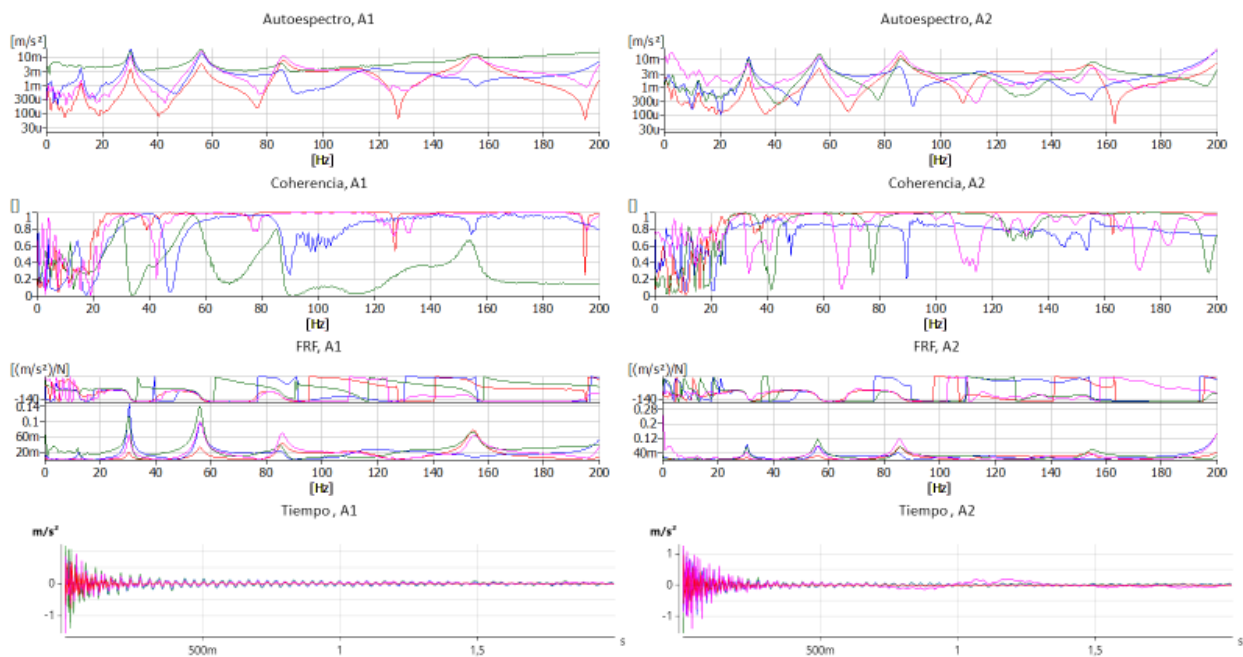 Autoespectro, A1
[m/s²]
10m
3m
1m
300u
100u
30u
0 20 40 60 80 100 120 140 160 180 200
[Hz]
Autoespectro, A2
[m/s²]
10m
3m
1m
300u
100u
30u
0 20 40 60 80 100 120 140 160 180 200
[Hz]
Coherencia, A1
[]
1
0.8
0.6
0.4
0.2
0
0 20 40 60 80 100 120 140 160 180 200
[Hz]
Coherencia, A2
[]
1
0.8
0.6
0.4
0.2
0
0 20 40 60 80 100 120 140 160 180 200
[Hz]
FRF, A1
[(m/s²)/N]
-140
0.14
0.1
60m
20m
0 20 40 60 80 100 120 140 160 180 200
[Hz]
FRF, A2
[(m/s²)/N]
-140
0.28
0.2
0.12
40m
0 20 40 60 80 100 120 140 160 180 200
[Hz]
Tiempo , A1
m/s²
0
-1
500m 1 1,5 s
Tiempo , A2
m/s²
1
0
-1
500m 1 1,5 s